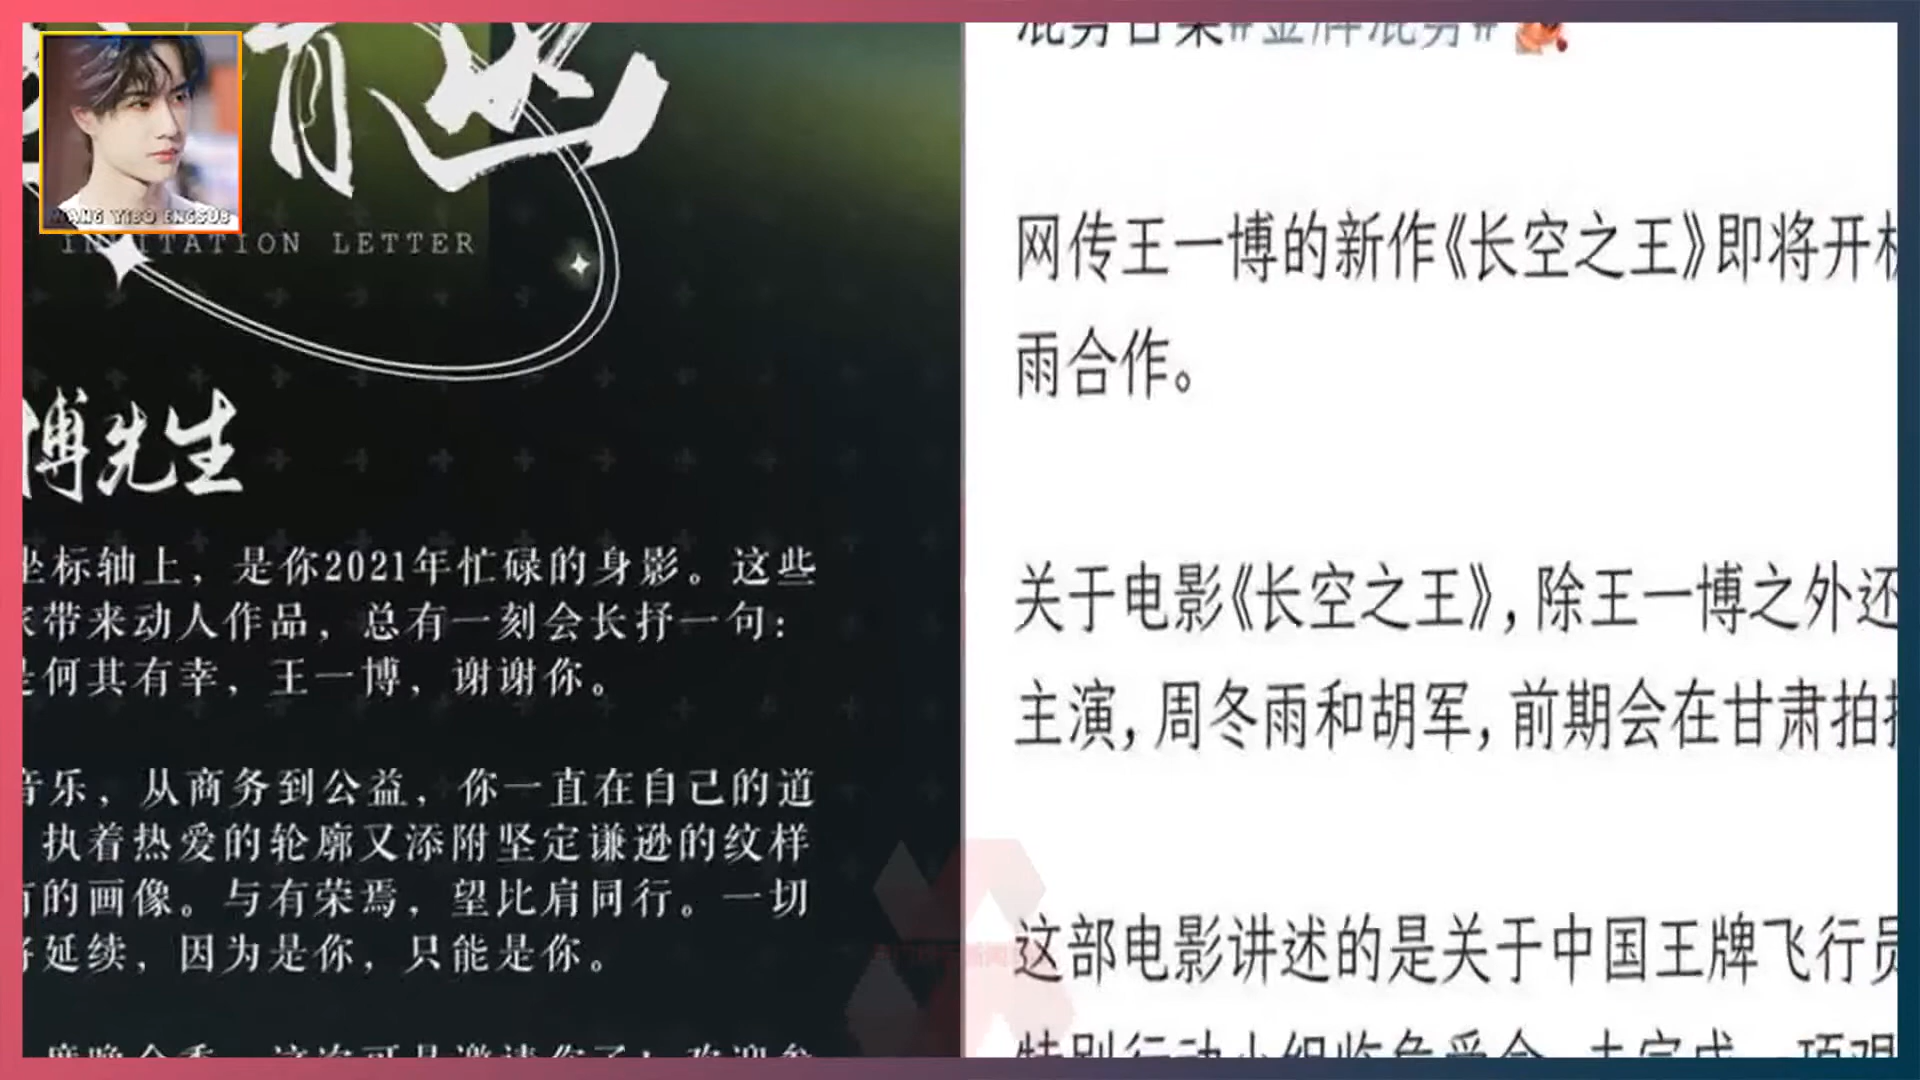 WANG YIBO ENGSUB
INVITATION LETTER
博先生
坐标轴上，是你2021年忙碌的身影。这些
带来动人作品，总有一刻会长抒一句：
是何其有幸，王一博，谢谢你。
音乐，从商务到公益，你一直在自己的道
执着热爱的轮廓又添附坚定谦逊的纹样
有的画像。与有荣焉，望比肩同行。一切
将延续，因为是你，只能是你。
网传王一博的新作《长空之王》即将开机
雨合作。
关于电影《长空之王》，除王一博之外还
主演，周冬雨和胡军，前期会在甘肃拍
这部电影讲述的是关于中国王牌飞行员